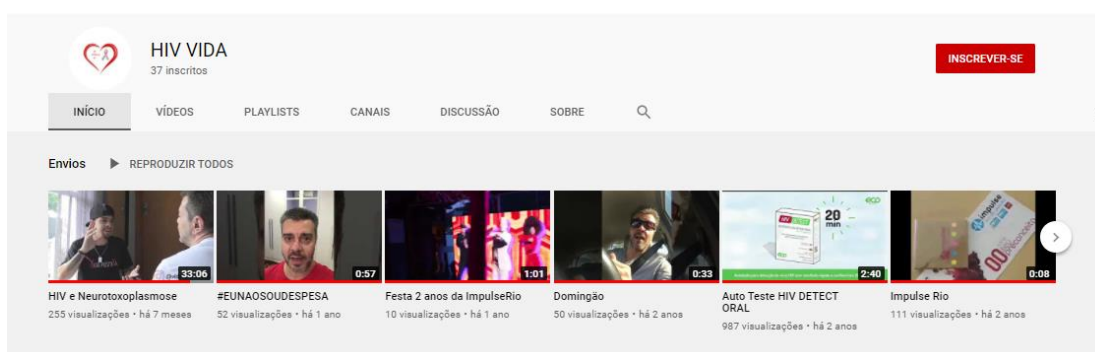 HIV VIDA
37 inscritos
INSCREVER-SE
INÍCIO VÍDEOS PLAYLISTS CANAIS DISCUSSÃO SOBRE
Envios REPRODUZIR TODOS
33:06
0:57
1:01
0:33
20 min
ego
2:40
impulse
0:08
HIV e Neurotoxoplasmose
255 visualizações • há 7 meses
#EUNAOSOUDESPESA
52 visualizações • há 1 ano
Festa 2 anos da ImpulseRio
10 visualizações • há 1 ano
Domingão
50 visualizações • há 2 anos
Auto Teste HIV DETECT
ORAL
987 visualizações • há 2 anos
Impulse Rio
111 visualizações • há 2 anos